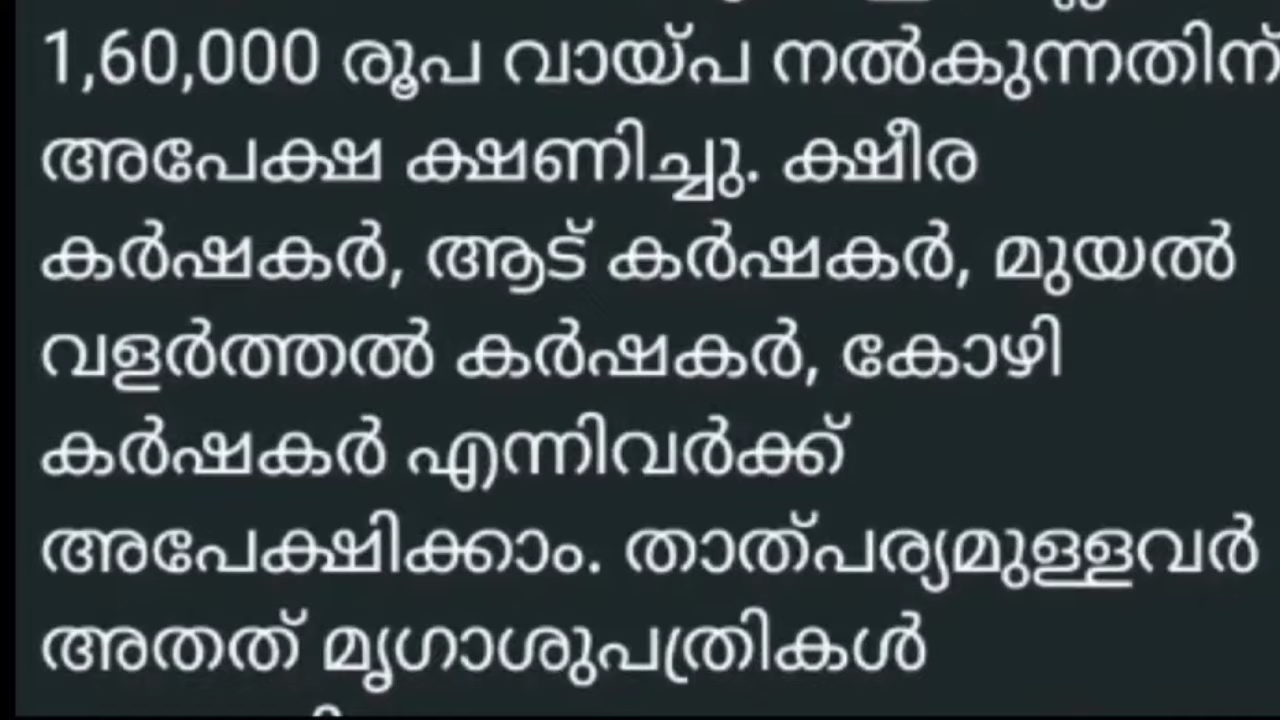 1,60,000 രൂപ വായ്പ നൽകുന്നതിന്
അപേക്ഷ ക്ഷണിച്ചു. ക്ഷീര
കർഷകർ, ആട് കർഷകർ, മുയൽ
വളർത്തൽ കർഷകർ, കോഴി
കർഷകർ എന്നിവർക്ക്
അപേക്ഷിക്കാം. താത്പര്യമുള്ളവർ
അതത് മൃഗാശുപത്രികൾ